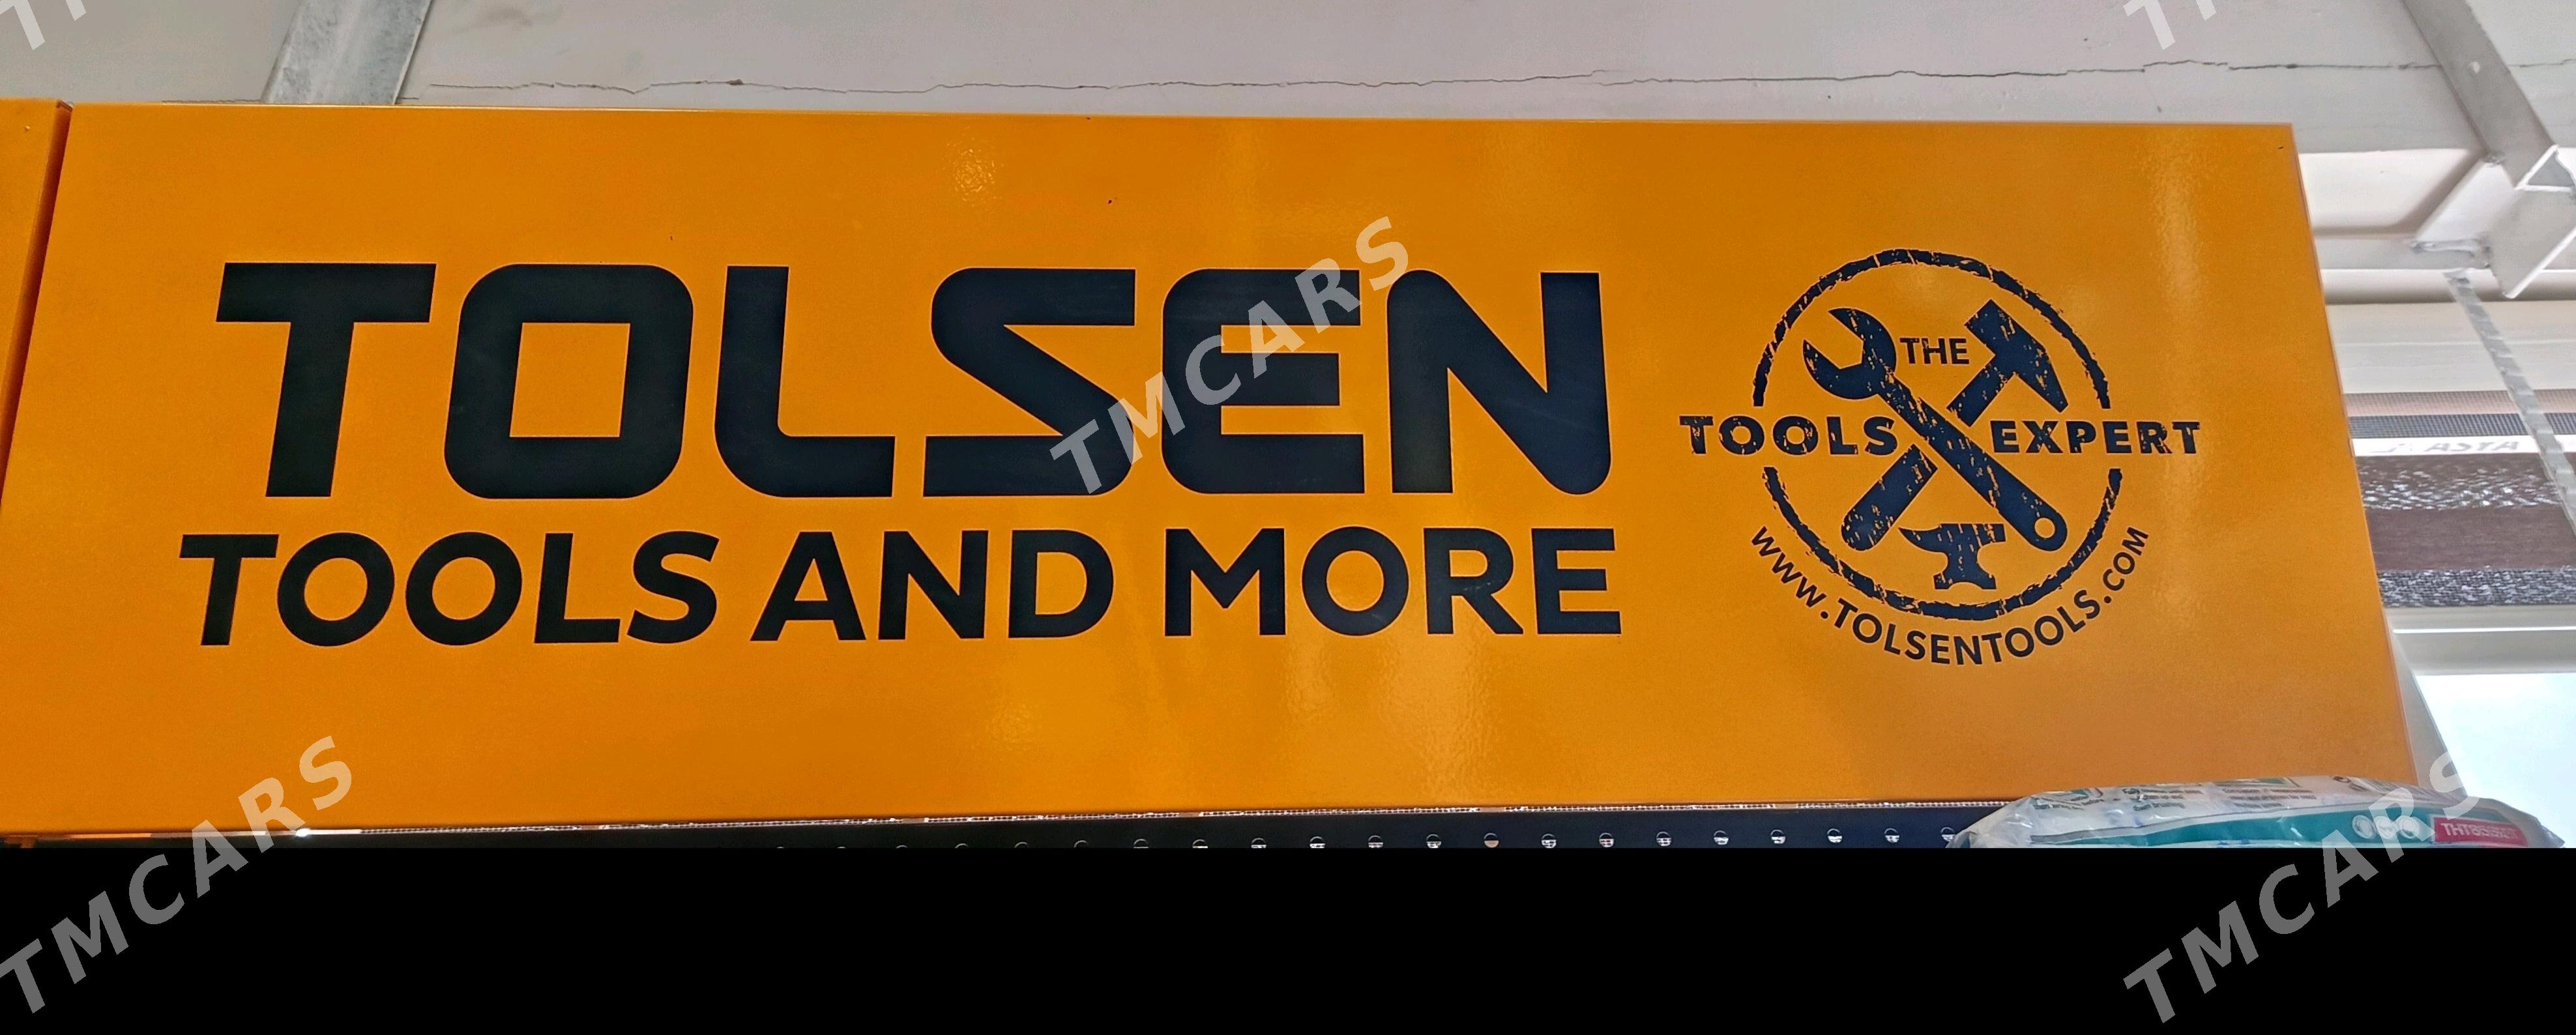 TOLSEN
TOOLS AND MORE
THE
TOOLS EXPERT
WWW.TOLSENTOOLS.COM
TMCARS
TMCARS
TMCARS